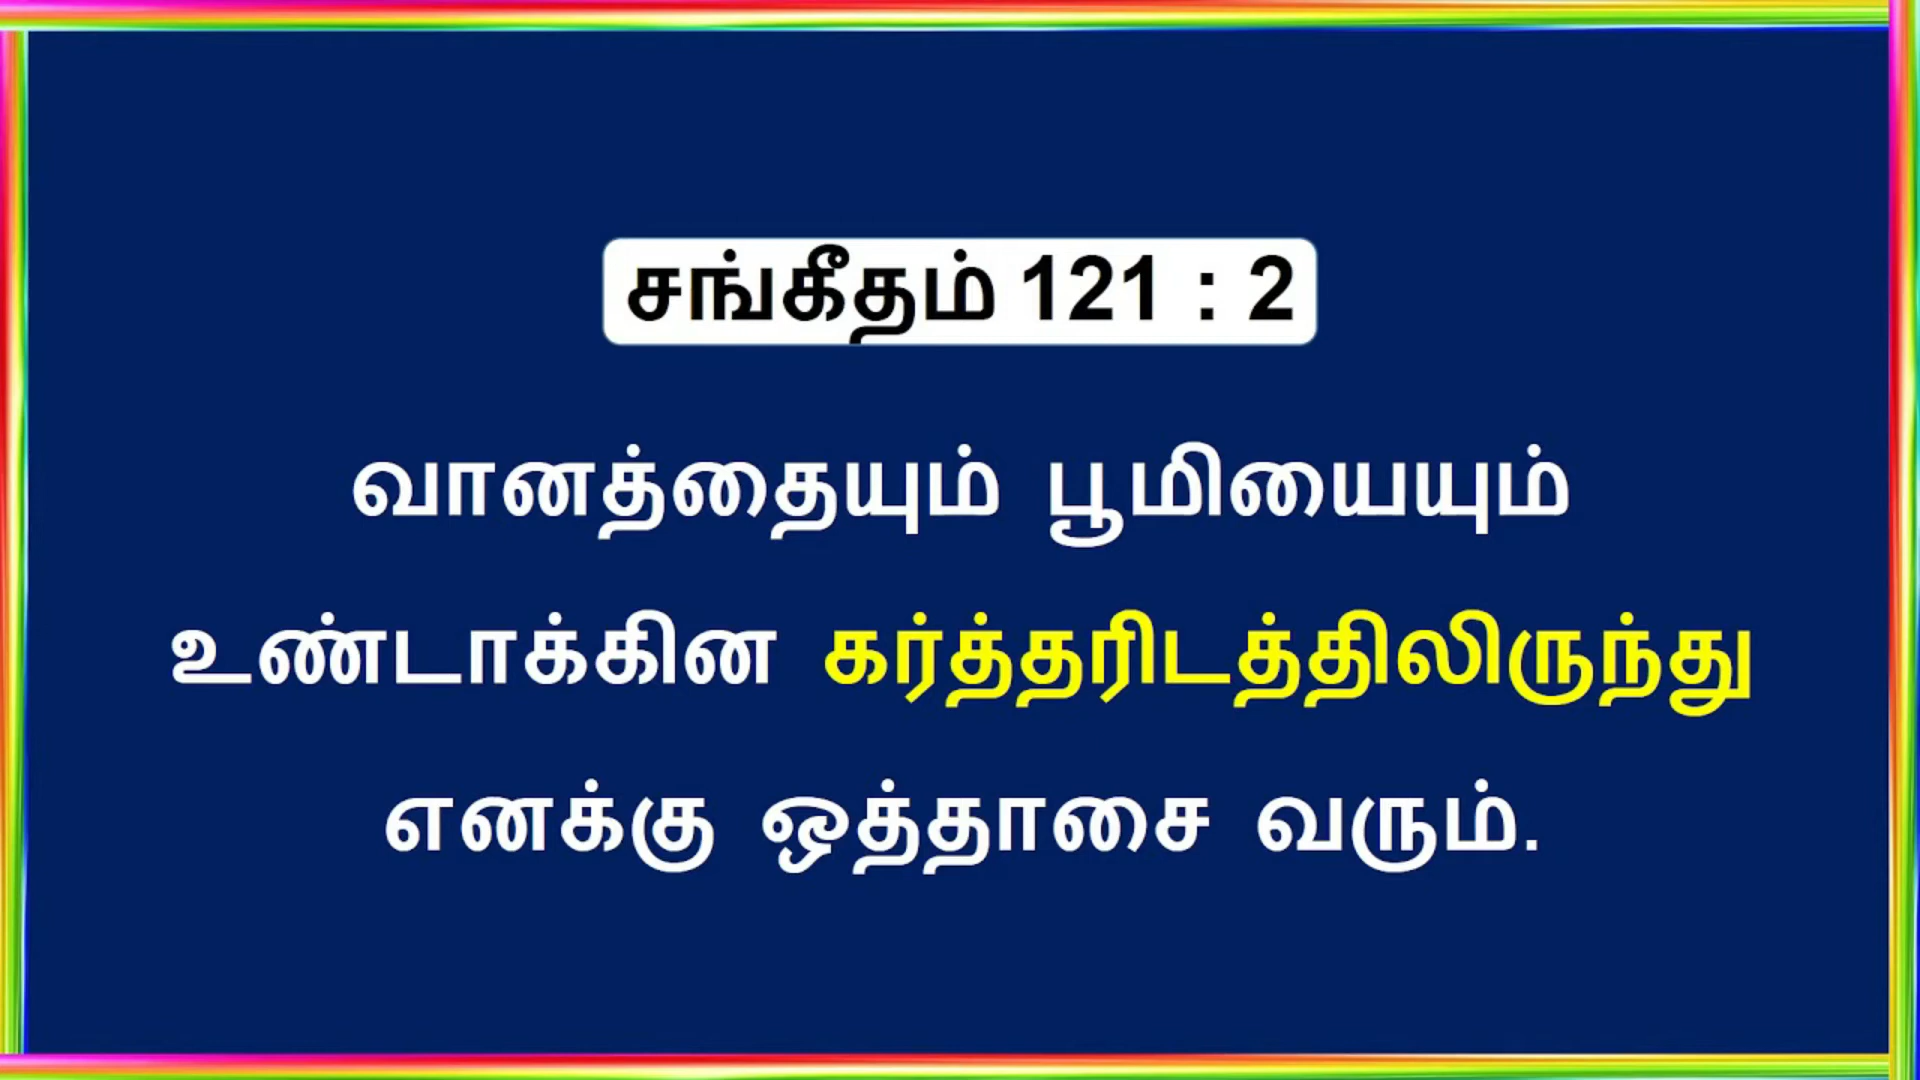 சங்கீதம் 121 : 2
வானத்தையும் பூமியையும்
உண்டாக்கின கர்த்தரிடத்திலிருந்து
எனக்கு ஒத்தாசை வரும்.